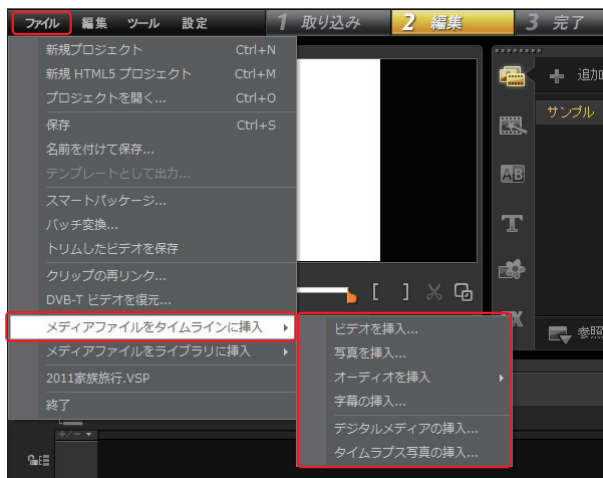 ファイル 編集 ツール 設定 1 取り込み 2 編集 3 完了
新規プロジェクト Ctrl+N
新規 HTML5 プロジェクト Ctrl+M
プロジェクトを開く... Ctrl+O
保存 Ctrl+S
名前を付けて保存...
テンプレートとして出力...
スマートパッケージ...
バッチ変換...
トリムしたビデオを保存
クリップの再リンク...
DVB-T ビデオを復元...
メディアファイルをタイムラインに挿入
メディアファイルをライブラリに挿入
2011家族旅行.VSP
終了
ビデオを挿入...
写真を挿入...
オーディオを挿入
字幕の挿入...
デジタルメディアの挿入...
タイムラプス写真の挿入...
追加
サンプル
AB
T
X
参照